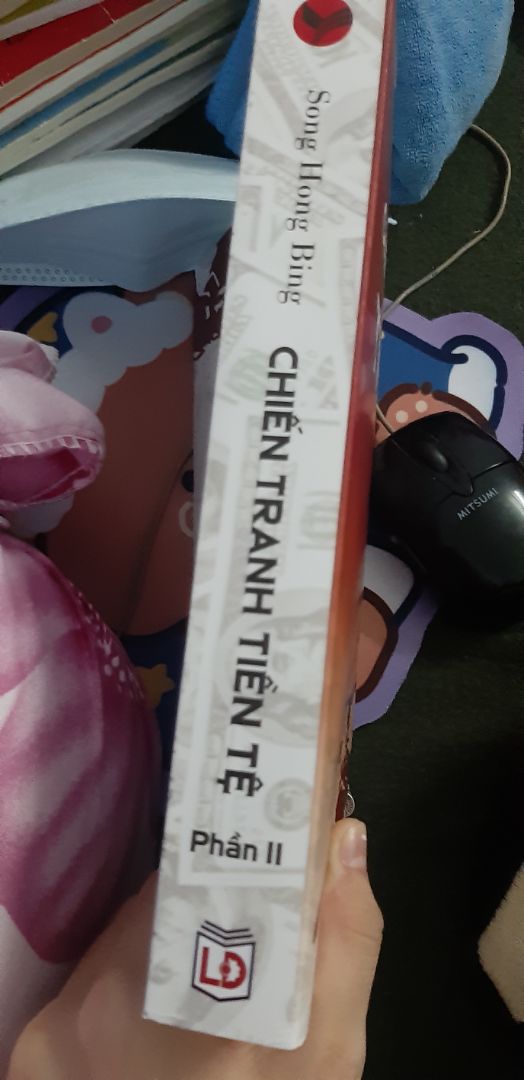 Song Hong Bing
CHIẾN TRANH TIỀN TỆ
Phần II
LĐ
MITSUMI